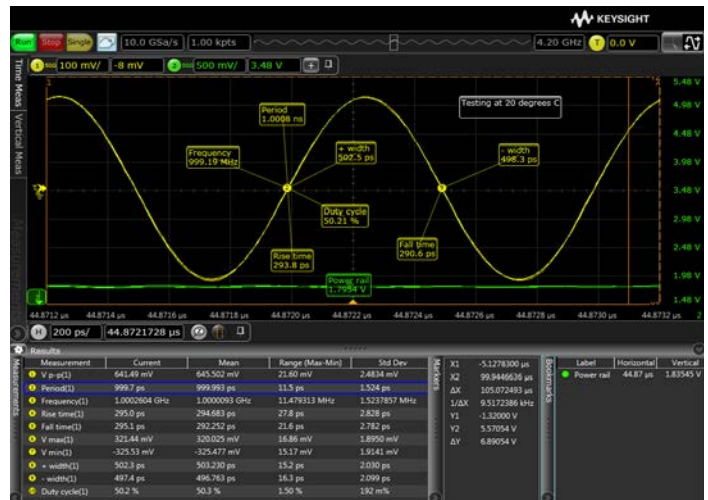 KEYSIGHT
Run Stop Single 10.0 GSa/s 1.00 kpts 4.20 GHz T 0.0 V
1 100 mV/ -8 mV 2 500 mV/ 3.48 V +
Time Meas
Vertical Meas
Measurements
5.48 V
4.98 V
4.48 V
3.98 V
3.48 V
2.98 V
2.48 V
1.98 V
1.48 V
Testing at 20 degrees C
Period
1.0008 ns
Frequency
999.19 MHz
+ width
502.5 ps
- width
498.3 ps
Duty cycle
50.21 %
Rise time
293.8 ps
Fall time
290.6 ps
Power rail
1.7954 V
44.8712 µs 44.8714 µs 44.8716 µs 44.8718 µs 44.8720 µs 44.8722 µs 44.8724 µs 44.8726 µs 44.8728 µs 44.8730 µs 44.8732 µs 2
H 200 ps/ 44.8721728 µs
Results
Measurements
Measurement Current Mean Range (Max-Min) Std Dev
V p-p(1) 641.49 mV 645.502 mV 21.60 mV 2.4834 mV
Period(1) 999.7 ps 999.993 ps 11.5 ps 1.524 ps
Frequency(1) 1.0002604 GHz 1.0000093 GHz 11.479313 MHz 1.5237857 MHz
Rise time(1) 295.0 ps 294.683 ps 27.8 ps 2.828 ps
Fall time(1) 295.1 ps 292.252 ps 21.6 ps 2.782 ps
V max(1) 321.44 mV 320.025 mV 16.86 mV 1.8950 mV
V min(1) -325.53 mV -325.477 mV 15.17 mV 1.9141 mV
+ width(1) 502.3 ps 503.230 ps 15.2 ps 2.030 ps
- width(1) 497.4 ps 496.763 ps 16.3 ps 2.099 ps
Duty cycle(1) 50.2 % 50.3 % 1.50 % 192 m%
Markers
X1 -5.1278300 µs
X2 99.9446636 µs
ΔX 105.072493 µs
1/ΔX 9.5172386 kHz
Y1 -1.32000 V
Y2 5.57054 V
ΔY 6.89054 V
Bookmarks
Label Horizontal Vertical
Power rail 44.87 µs 1.83545 V